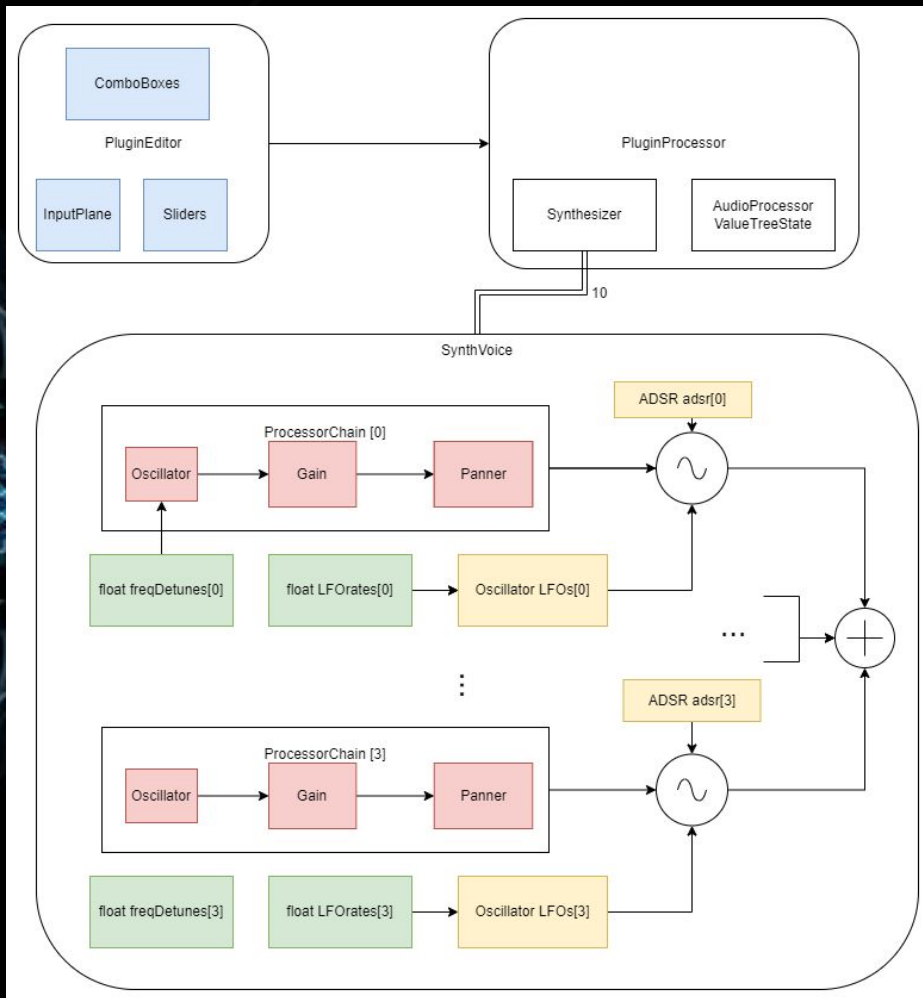 ComboBoxes
PluginEditor
InputPlane
Sliders
PluginProcessor
Synthesizer
AudioProcessor
ValueTreeState
10
SynthVoice
ADSR adsr[0]
ProcessorChain [0]
Oscillator
Gain
Panner
float freqDetunes[0]
float LFOrates[0]
Oscillator LFOs[0]
...
...
ADSR adsr[3]
ProcessorChain [3]
Oscillator
Gain
Panner
float freqDetunes[3]
float LFOrates[3]
Oscillator LFOs[3]